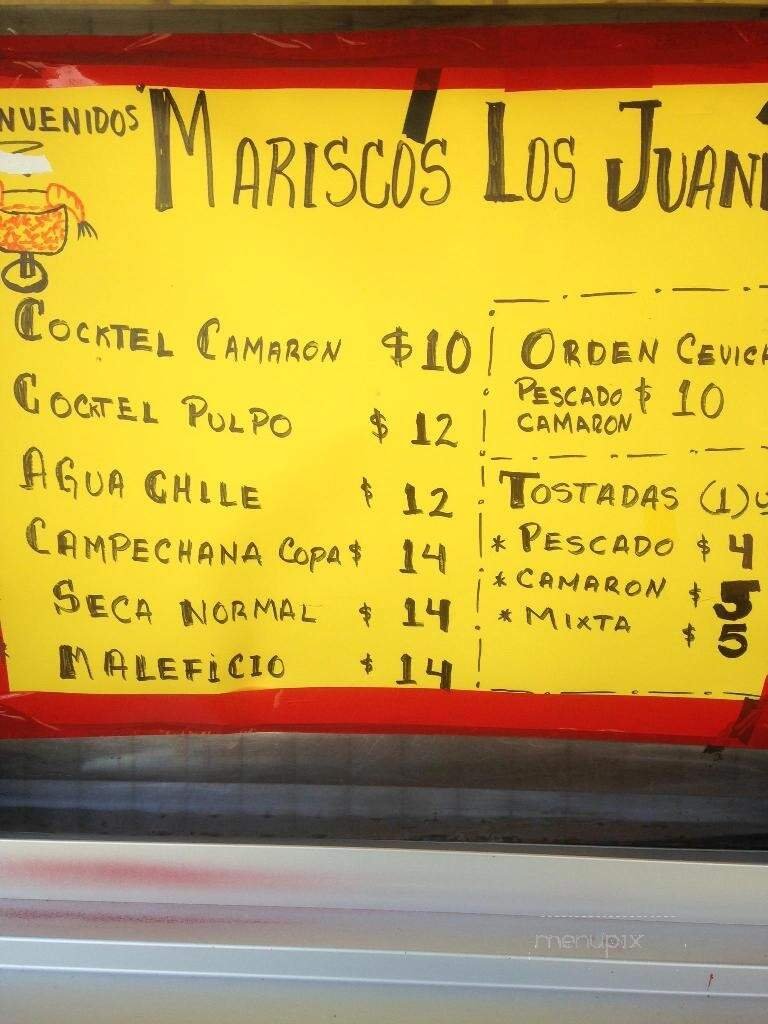 NVENIDOS
"MARISCOS LOS JUANI
COCKTEL CAMARON $10
COCKTEL PULPO $ 12
AGUA CHILE $ 12
CAMPECHANA COPA $ 14
SECA NORMAL $ 14
MALEFICIO $ 14
ORDEN CEVICH
PESCADO $ 10
CAMARON
TOSTADAS (1) U
* PESCADO $ 4
* CAMARON $ 5
* MIXTA $ 5
menupix